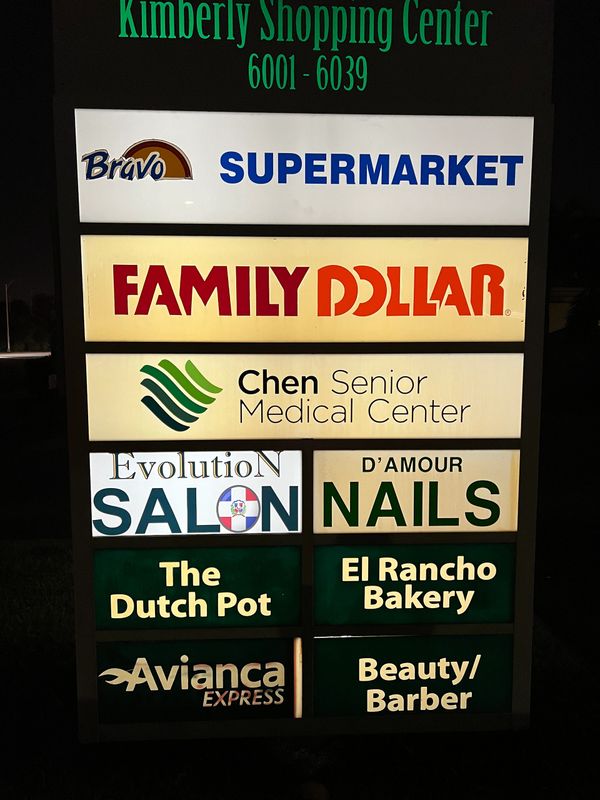 Kimberly Shopping Center
6001 - 6039
Bravo SUPERMARKET
FAMILY DOLLAR®
Chen Senior
Medical Center
EvolutioN
SALON
D'AMOUR
NAILS
The
Dutch Pot
El Rancho
Bakery
Avianca
EXPRESS
Beauty/
Barber